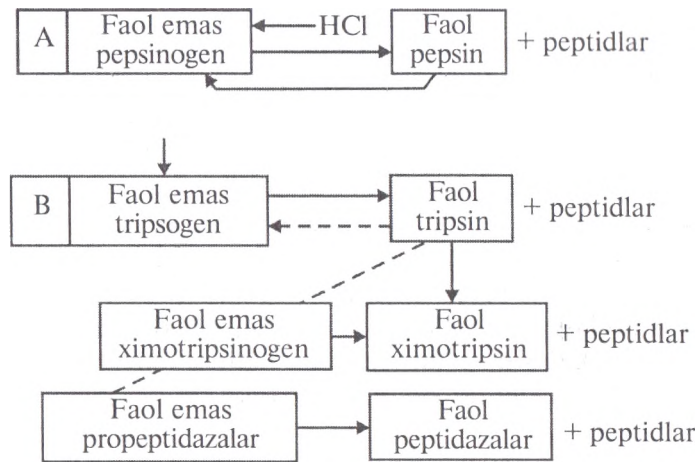 A
Faol emas
pepsinogen
HCl
Faol
pepsin
+ peptidlar
B
Faol emas
tripsogen
Faol
tripsin
+ peptidlar
Faol emas
ximotripsinogen
Faol
ximotripsin
+ peptidlar
Faol emas
propeptidazalar
Faol
peptidazalar
+ peptidlar